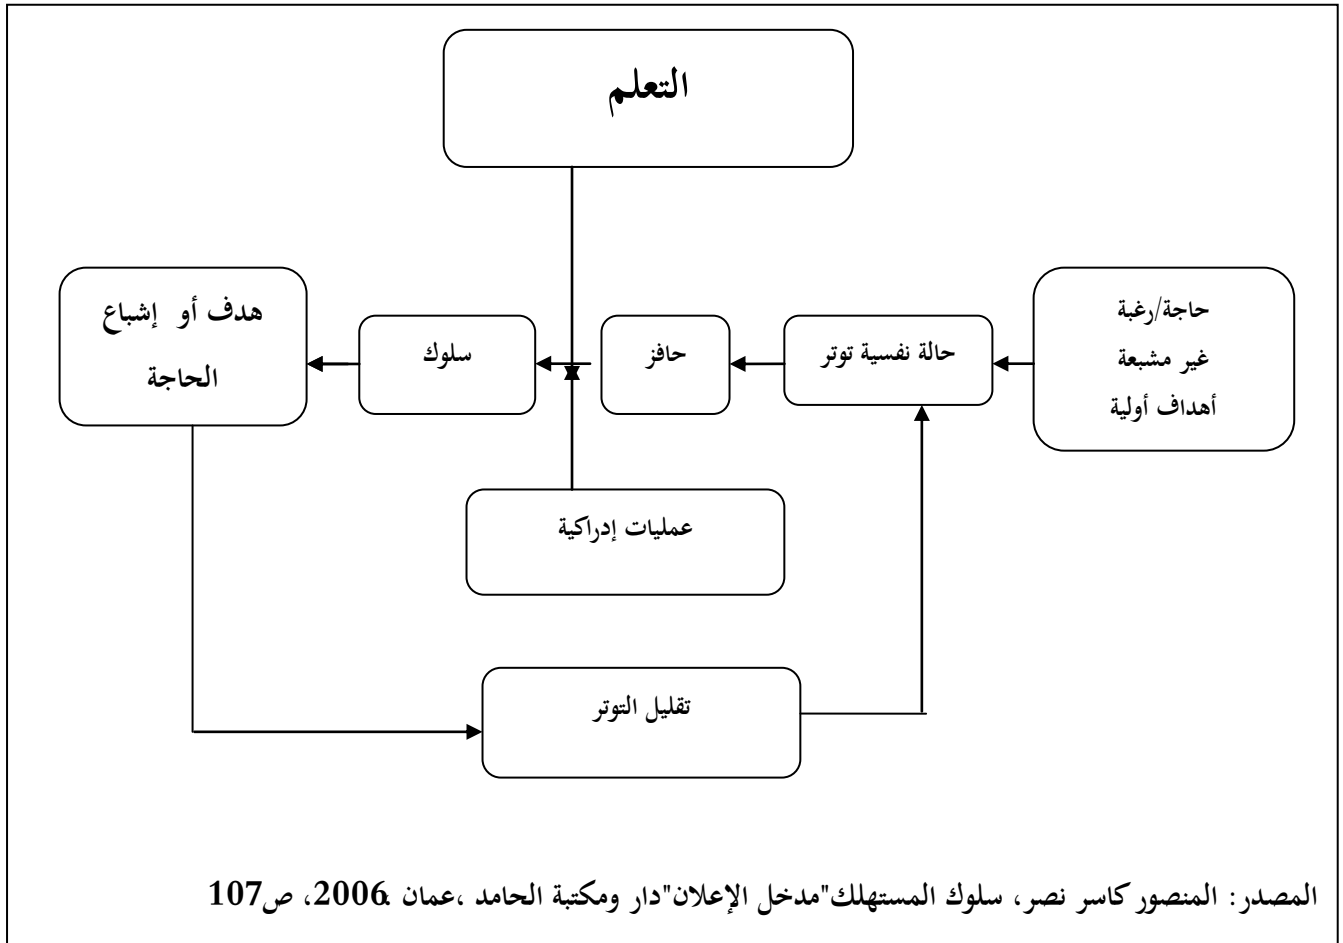 التعلم
حاجة/رغبة
غير مشبعة
أهداف أولية
حالة نفسية توتر
حافز
سلوك
هدف أو إشباع
الحاجة
عمليات إدراكية
تقليل التوتر
المصدر: المنصور كاسر نصر، سلوك المستهلك"مدخل الإعلان"دار ومكتبة الحامد ،عمان ،2006، ص107